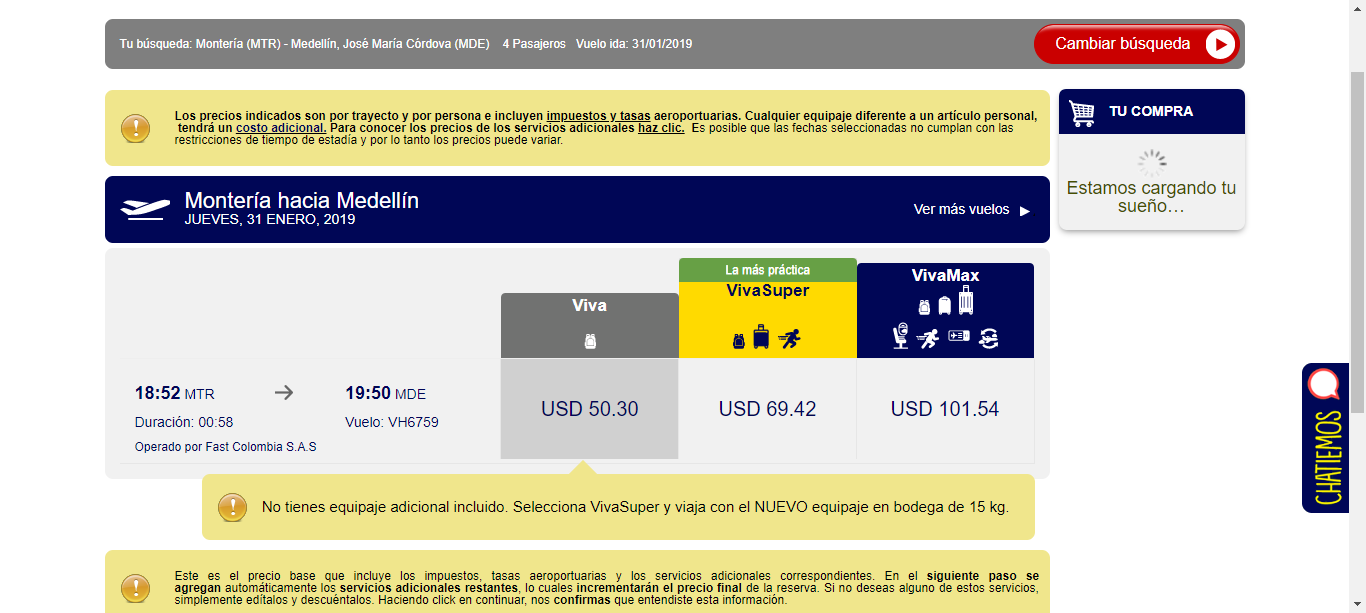 Tu búsqueda: Montería (MTR) - Medellín, José María Córdova (MDE) 4 Pasajeros Vuelo ida: 31/01/2019
Cambiar búsqueda
Los precios indicados son por trayecto y por persona e incluyen impuestos y tasas aeroportuarias. Cualquier equipaje diferente a un artículo personal,
tendrá un costo adicional. Para conocer los precios de los servicios adicionales haz clic. Es posible que las fechas seleccionadas no cumplan con las
restricciones de tiempo de estadía y por lo tanto los precios puede variar.
TU COMPRA
Estamos cargando tu
sueño…
Montería hacia Medellín
JUEVES, 31 ENERO, 2019
Ver más vuelos
La más práctica
Viva
VivaSuper
VivaMax
18:52 MTR
19:50 MDE
Duración: 00:58
Vuelo: VH6759
Operado por Fast Colombia S.A.S
USD 50.30
USD 69.42
USD 101.54
No tienes equipaje adicional incluido. Selecciona VivaSuper y viaja con el NUEVO equipaje en bodega de 15 kg.
CHATIEMOS
Este es el precio base que incluye los impuestos, tasas aeroportuarias y los servicios adicionales correspondientes. En el siguiente paso se
agregan automáticamente los servicios adicionales restantes, lo cuales incrementarán el precio final de la reserva. Si no deseas alguno de estos servicios,
simplemente edítalos y descuéntalos. Haciendo click en continuar, nos confirmas que entendiste esta información.